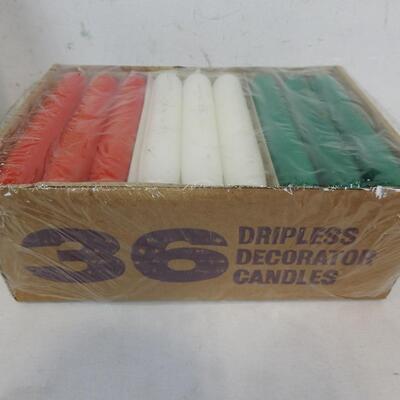 36
DRIPLESS
DECORATOR
CANDLES